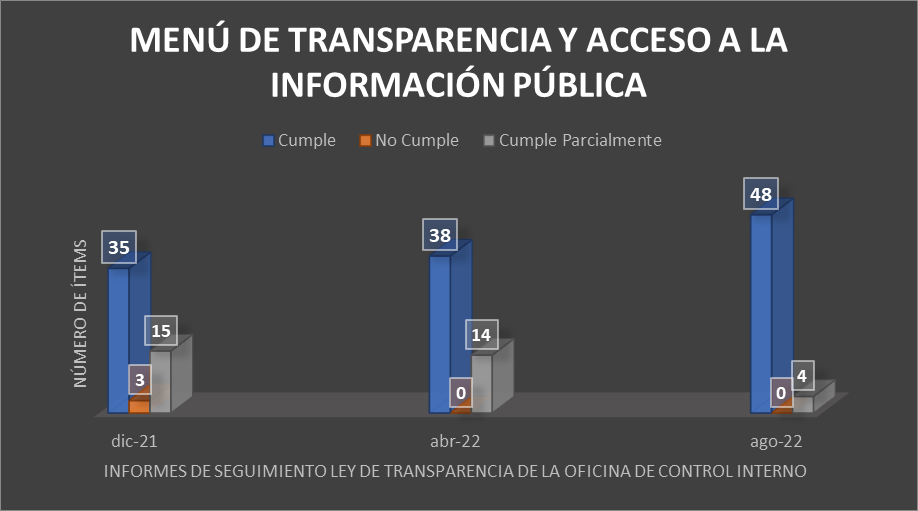 MENÚ DE TRANSPARENCIA Y ACCESO A LA
INFORMACIÓN PÚBLICA
Cumple No Cumple Cumple Parcialmente
NÚMERO DE ÍTEMS
35 3 15
38 0 14
48 0 4
dic-21 abr-22 ago-22
INFORMES DE SEGUIMIENTO LEY DE TRANSPARENCIA DE LA OFICINA DE CONTROL INTERNO